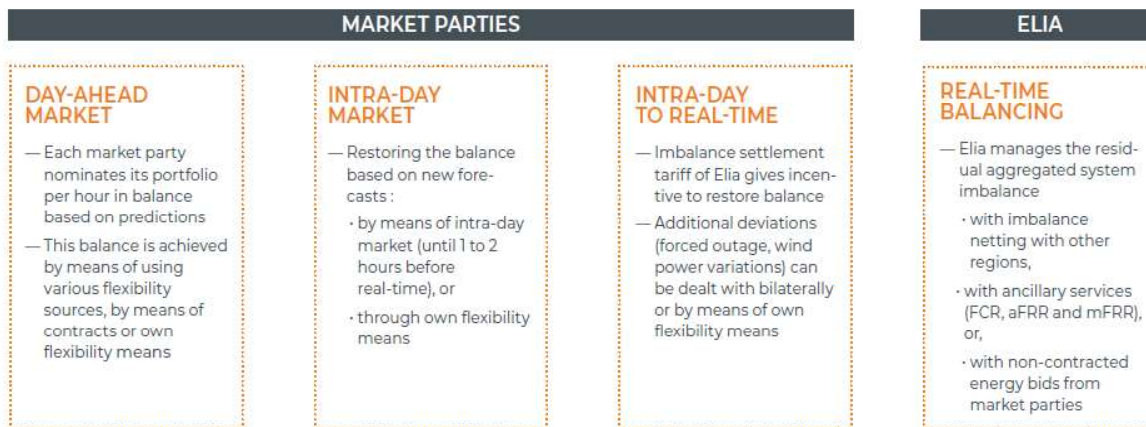 MARKET PARTIES
ELIA
DAY-AHEAD
MARKET
— Each market party
nominates its portfolio
per hour in balance
based on predictions
— This balance is achieved
by means of using
various flexibility
sources, by means of
contracts or own
flexibility means
INTRA-DAY
MARKET
— Restoring the balance
based on new fore-
casts :
· by means of intra-day
market (until 1 to 2
hours before
real-time), or
· through own flexibility
means
INTRA-DAY
TO REAL-TIME
— Imbalance settlement
tariff of Elia gives incen-
tive to restore balance
— Additional deviations
(forced outage, wind
power variations) can
be dealt with bilaterally
or by means of own
flexibility means
REAL-TIME
BALANCING
— Elia manages the resid-
ual aggregated system
imbalance
· with imbalance
netting with other
regions,
· with ancillary services
(FCR, aFRR and mFRR),
or,
· with non-contracted
energy bids from
market parties